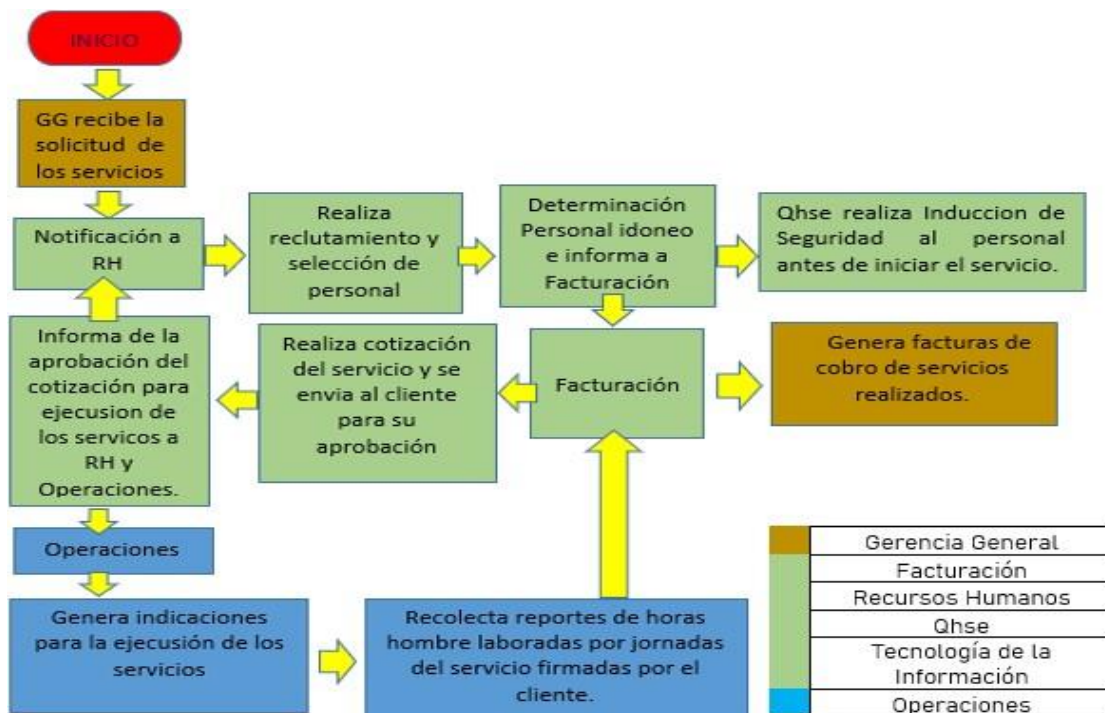 INICIO
GG recibe la
solicitud de
los servicios
Notificación a
RH
Realiza
reclutamiento y
selección de
personal
Determinación
Personal idoneo
e informa a
Facturación
Qhse realiza Induccion de
Seguridad al personal
antes de iniciar el servicio.
Informa de la
aprobación del
cotización para
ejecusion de
los servicos a
RH y
Operaciones.
Realiza cotización
del servicio y se
envia al cliente
para su
aprobación
Facturación
Genera facturas de
cobro de servicios
realizados.
Operaciones
Genera indicaciones
para la ejecución de los
servicios
Recolecta reportes de horas
hombre laboradas por jornadas
del servicio firmadas por el
cliente.
Gerencia General
Facturación
Recursos Humanos
Qhse
Tecnología de la
Información
Operaciones